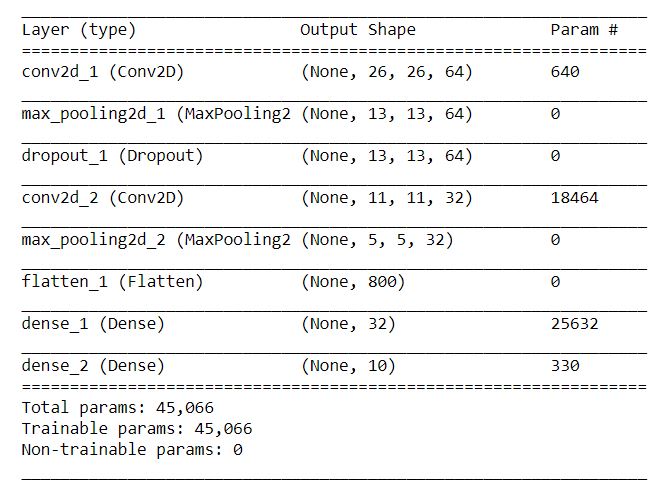 Layer (type) Output Shape Param #
=================================================================
conv2d_1 (Conv2D) (None, 26, 26, 64) 640
max_pooling2d_1 (MaxPooling2 (None, 13, 13, 64) 0
dropout_1 (Dropout) (None, 13, 13, 64) 0
conv2d_2 (Conv2D) (None, 11, 11, 32) 18464
max_pooling2d_2 (MaxPooling2 (None, 5, 5, 32) 0
flatten_1 (Flatten) (None, 800) 0
dense_1 (Dense) (None, 32) 25632
dense_2 (Dense) (None, 10) 330
=================================================================
Total params: 45,066
Trainable params: 45,066
Non-trainable params: 0